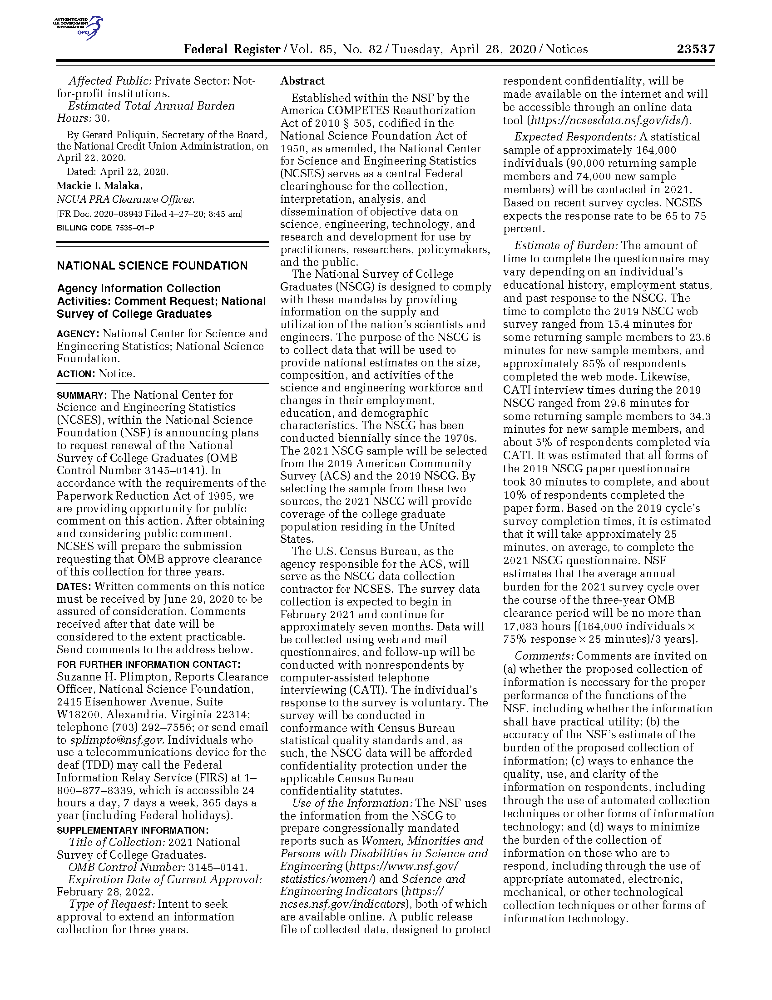 AUTHENTICATED
U.S. GOVERNMENT
INFORMATION
GPO
Federal Register / Vol. 85, No. 82 / Tuesday, April 28, 2020 / Notices
23537
Affected Public: Private Sector: Not-
for-profit institutions.
Estimated Total Annual Burden
Hours: 30.
By Gerard Poliquin, Secretary of the Board,
the National Credit Union Administration, on
April 22, 2020.
Dated: April 22, 2020.
Mackie I. Malaka,
NCUA PRA Clearance Officer.
[FR Doc. 2020–08943 Filed 4–27–20; 8:45 am]
BILLING CODE 7535–01–P
NATIONAL SCIENCE FOUNDATION
Agency Information Collection
Activities: Comment Request; National
Survey of College Graduates
AGENCY: National Center for Science and
Engineering Statistics; National Science
Foundation.
ACTION: Notice.
SUMMARY: The National Center for
Science and Engineering Statistics
(NCSES), within the National Science
Foundation (NSF) is announcing plans
to request renewal of the National
Survey of College Graduates (OMB
Control Number 3145–0141). In
accordance with the requirements of the
Paperwork Reduction Act of 1995, we
are providing opportunity for public
comment on this action. After obtaining
and considering public comment,
NCSES will prepare the submission
requesting that OMB approve clearance
of this collection for three years.
DATES: Written comments on this notice
must be received by June 29, 2020 to be
assured of consideration. Comments
received after that date will be
considered to the extent practicable.
Send comments to the address below.
FOR FURTHER INFORMATION CONTACT:
Suzanne H. Plimpton, Reports Clearance
Officer, National Science Foundation,
2415 Eisenhower Avenue, Suite
W18200, Alexandria, Virginia 22314;
telephone (703) 292–7556; or send email
to splimpto@nsf.gov. Individuals who
use a telecommunications device for the
deaf (TDD) may call the Federal
Information Relay Service (FIRS) at 1–
800–877–8339, which is accessible 24
hours a day, 7 days a week, 365 days a
year (including Federal holidays).
SUPPLEMENTARY INFORMATION:
Title of Collection: 2021 National
Survey of College Graduates.
OMB Control Number: 3145–0141.
Expiration Date of Current Approval:
February 28, 2022.
Type of Request: Intent to seek
approval to extend an information
collection for three years.
Abstract
Established within the NSF by the
America COMPETES Reauthorization
Act of 2010 § 505, codified in the
National Science Foundation Act of
1950, as amended, the National Center
for Science and Engineering Statistics
(NCSES) serves as a central Federal
clearinghouse for the collection,
interpretation, analysis, and
dissemination of objective data on
science, engineering, technology, and
research and development for use by
practitioners, researchers, policymakers,
and the public.
The National Survey of College
Graduates (NSCG) is designed to comply
with these mandates by providing
information on the supply and
utilization of the nation's scientists and
engineers. The purpose of the NSCG is
to collect data that will be used to
provide national estimates on the size,
composition, and activities of the
science and engineering workforce and
changes in their employment,
education, and demographic
characteristics. The NSCG has been
conducted biennially since the 1970s.
The 2021 NSCG sample will be selected
from the 2019 American Community
Survey (ACS) and the 2019 NSCG. By
selecting the sample from these two
sources, the 2021 NSCG will provide
coverage of the college graduate
population residing in the United
States.
The U.S. Census Bureau, as the
agency responsible for the ACS, will
serve as the NSCG data collection
contractor for NCSES. The survey data
collection is expected to begin in
February 2021 and continue for
approximately seven months. Data will
be collected using web and mail
questionnaires, and follow-up will be
conducted with nonrespondents by
computer-assisted telephone
interviewing (CATI). The individual's
response to the survey is voluntary. The
survey will be conducted in
conformance with Census Bureau
statistical quality standards and, as
such, the NSCG data will be afforded
confidentiality protection under the
applicable Census Bureau
confidentiality statutes.
Use of the Information: The NSF uses
the information from the NSCG to
prepare congressionally mandated
reports such as Women, Minorities and
Persons with Disabilities in Science and
Engineering (https://www.nsf.gov/
statistics/women/) and Science and
Engineering Indicators (https://
ncses.nsf.gov/indicators), both of which
are available online. A public release
file of collected data, designed to protect
respondent confidentiality, will be
made available on the internet and will
be accessible through an online data
tool (https://ncsesdata.nsf.gov/ids/).
Expected Respondents: A statistical
sample of approximately 164,000
individuals (90,000 returning sample
members and 74,000 new sample
members) will be contacted in 2021.
Based on recent survey cycles, NCSES
expects the response rate to be 65 to 75
percent.
Estimate of Burden: The amount of
time to complete the questionnaire may
vary depending on an individual's
educational history, employment status,
and past response to the NSCG. The
time to complete the 2019 NSCG web
survey ranged from 15.4 minutes for
some returning sample members to 23.6
minutes for new sample members, and
approximately 85% of respondents
completed the web mode. Likewise,
CATI interview times during the 2019
NSCG ranged from 29.6 minutes for
some returning sample members to 34.3
minutes for new sample members, and
about 5% of respondents completed via
CATI. It was estimated that all forms of
the 2019 NSCG paper questionnaire
took 30 minutes to complete, and about
10% of respondents completed the
paper form. Based on the 2019 cycle's
survey completion times, it is estimated
that it will take approximately 25
minutes, on average, to complete the
2021 NSCG questionnaire. NSF
estimates that the average annual
burden for the 2021 survey cycle over
the course of the three-year OMB
clearance period will be no more than
17,083 hours [(164,000 individuals ×
75% response × 25 minutes)/3 years].
Comments: Comments are invited on
(a) whether the proposed collection of
information is necessary for the proper
performance of the functions of the
NSF, including whether the information
shall have practical utility; (b) the
accuracy of the NSF's estimate of the
burden of the proposed collection of
information; (c) ways to enhance the
quality, use, and clarity of the
information on respondents, including
through the use of automated collection
techniques or other forms of information
technology; and (d) ways to minimize
the burden of the collection of
information on those who are to
respond, including through the use of
appropriate automated, electronic,
mechanical, or other technological
collection techniques or other forms of
information technology.